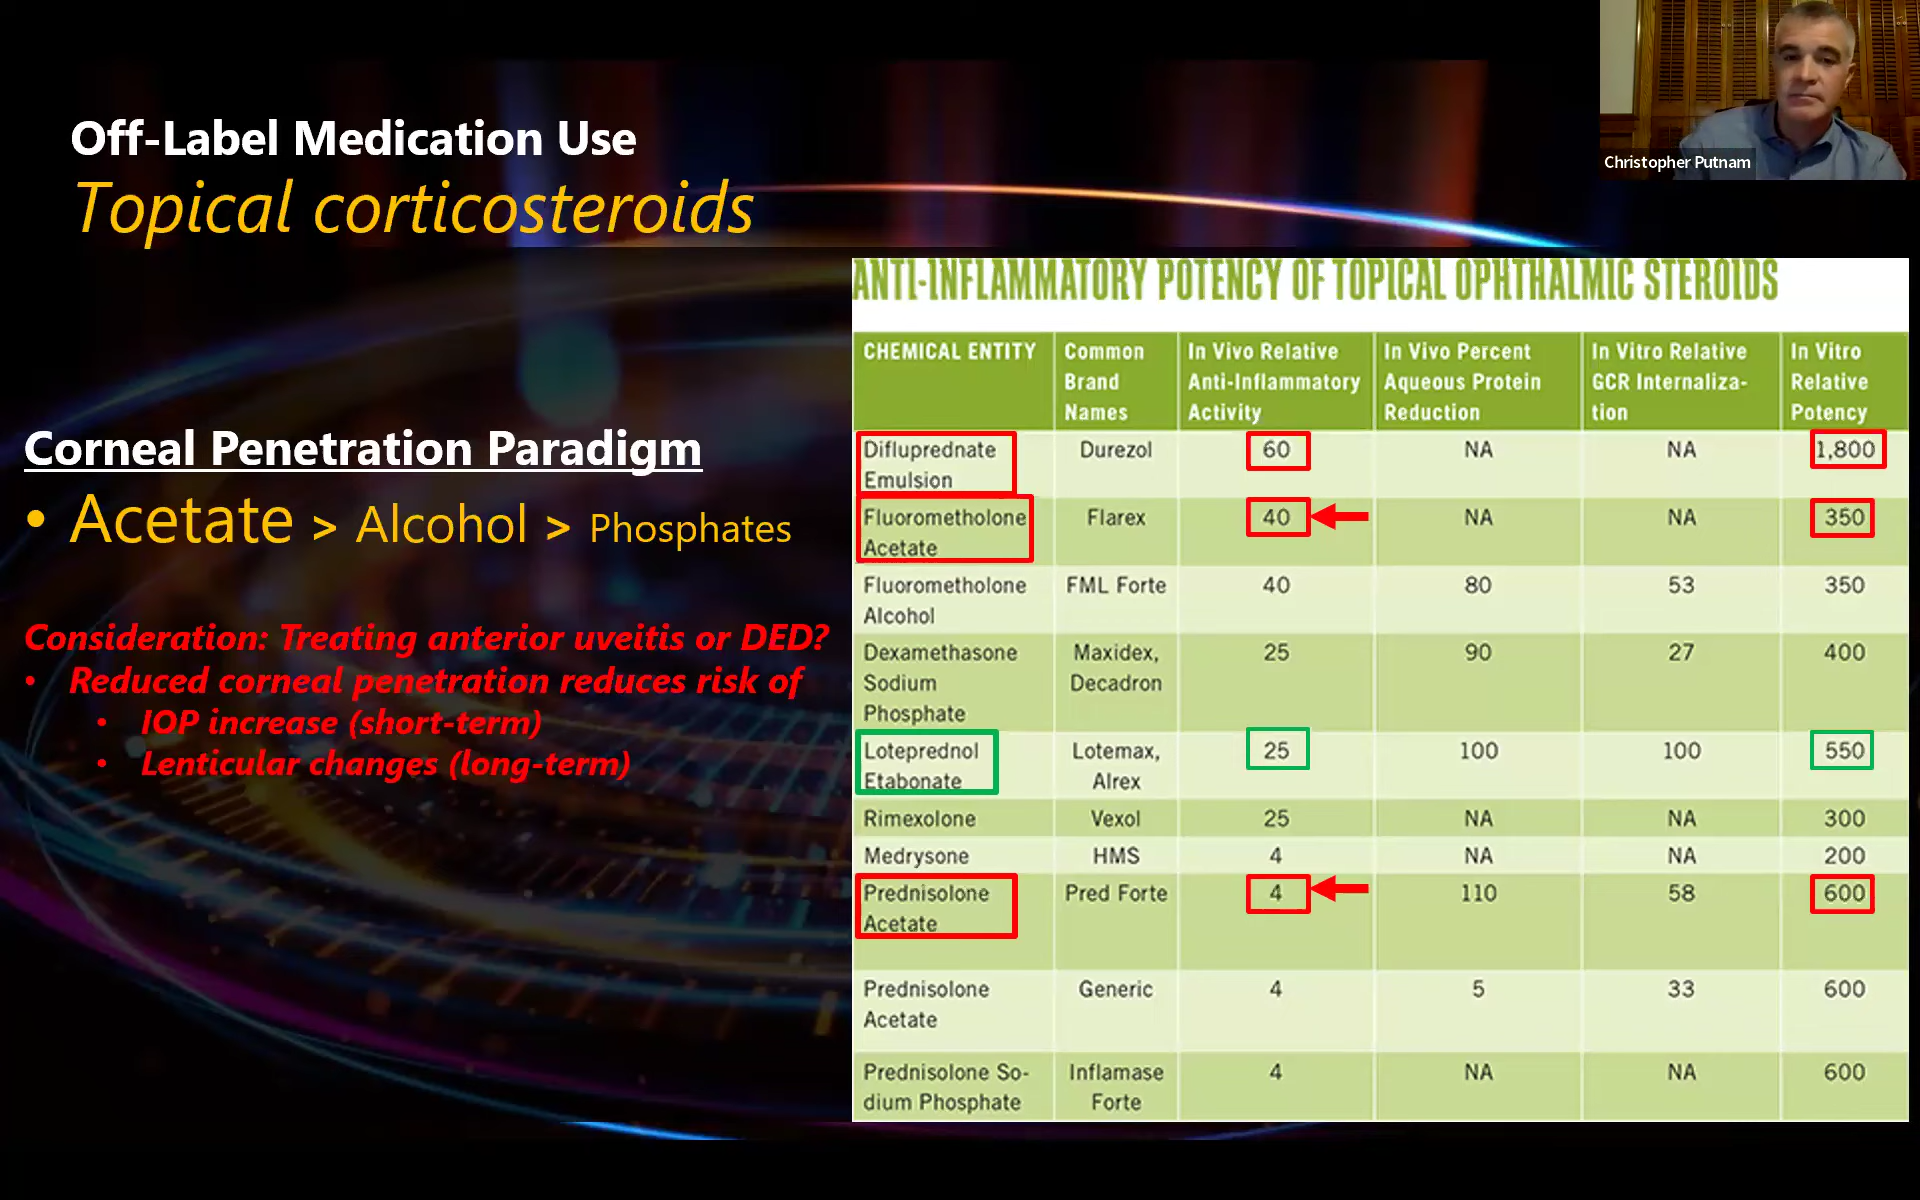 Off-Label Medication Use
Topical corticosteroids
Christopher Putnam
Corneal Penetration Paradigm
• Acetate > Alcohol > Phosphates
Consideration: Treating anterior uveitis or DED?
• Reduced corneal penetration reduces risk of
• IOP increase (short-term)
• Lenticular changes (long-term)
ANTI-INFLAMMATORY POTENCY OF TOPICAL OPHTHALMIC STEROIDS
CHEMICAL ENTITY Common In Vivo Relative In Vivo Percent In Vitro Relative In Vitro
Brand Anti-Inflammatory Aqueous Protein GCR Internaliza- Relative
Names Activity Reduction tion Potency
Difluprednate Durezol 60 NA NA 1,800
Emulsion
Fluorometholone Flarex 40 NA NA 350
Acetate
Fluorometholone FML Forte 40 80 53 350
Alcohol
Dexamethasone Maxidex, 25 90 27 400
Sodium Decadron
Phosphate
Loteprednol Lotemax, 25 100 100 550
Etabonate Alrex
Rimexolone Vexol 25 NA NA 300
Medrysone HMS 4 NA NA 200
Prednisolone Pred Forte 4 110 58 600
Acetate
Prednisolone Generic 4 5 33 600
Acetate
Prednisolone So- Inflamase 4 NA NA 600
dium Phosphate Forte